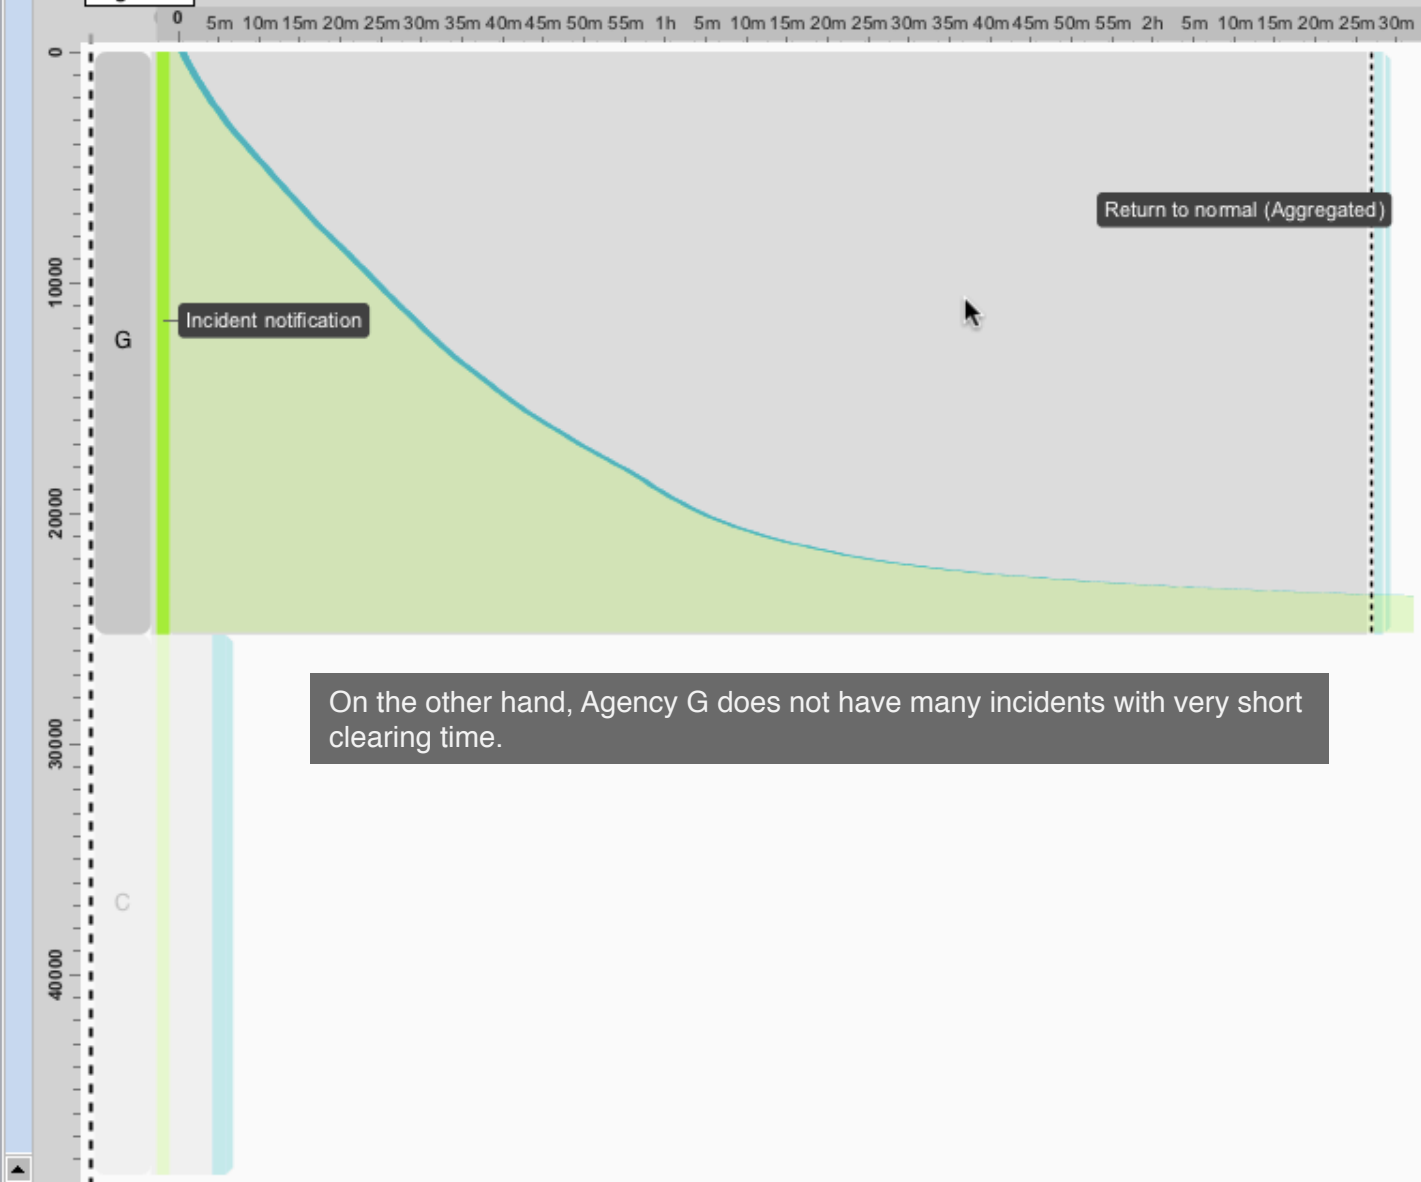 0 5m 10m 15m 20m 25m 30m 35m 40m 45m 50m 55m 1h 5m 10m 15m 20m 25m 30m 35m 40m 45m 50m 55m 2h 5m 10m 15m 20m 25m 30m
0
10000
20000
30000
40000
Return to normal (Aggregated)
Incident notification
G
On the other hand, Agency G does not have many incidents with very short
clearing time.
C